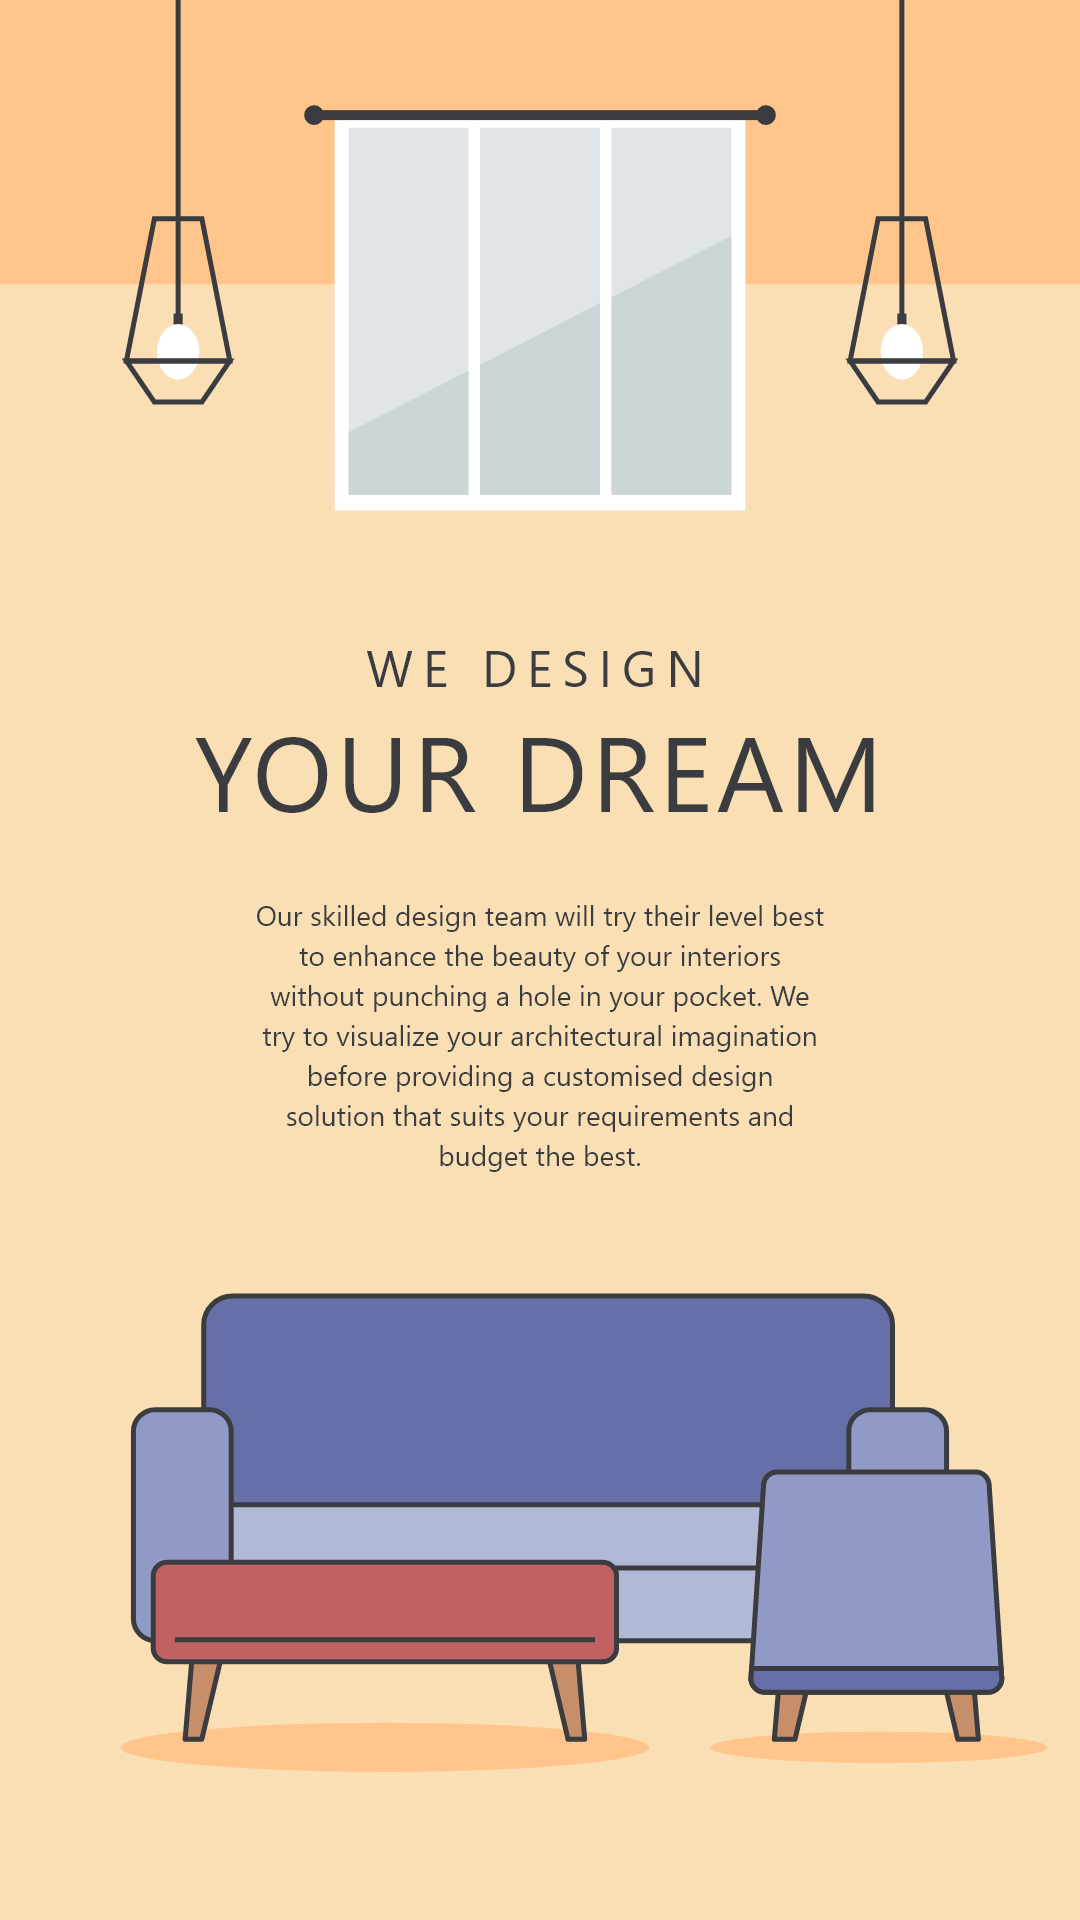 WE DESIGN
YOUR DREAM
Our skilled design team will try their level best
to enhance the beauty of your interiors
without punching a hole in your pocket. We
try to visualize your architectural imagination
before providing a customised design
solution that suits your requirements and
budget the best.